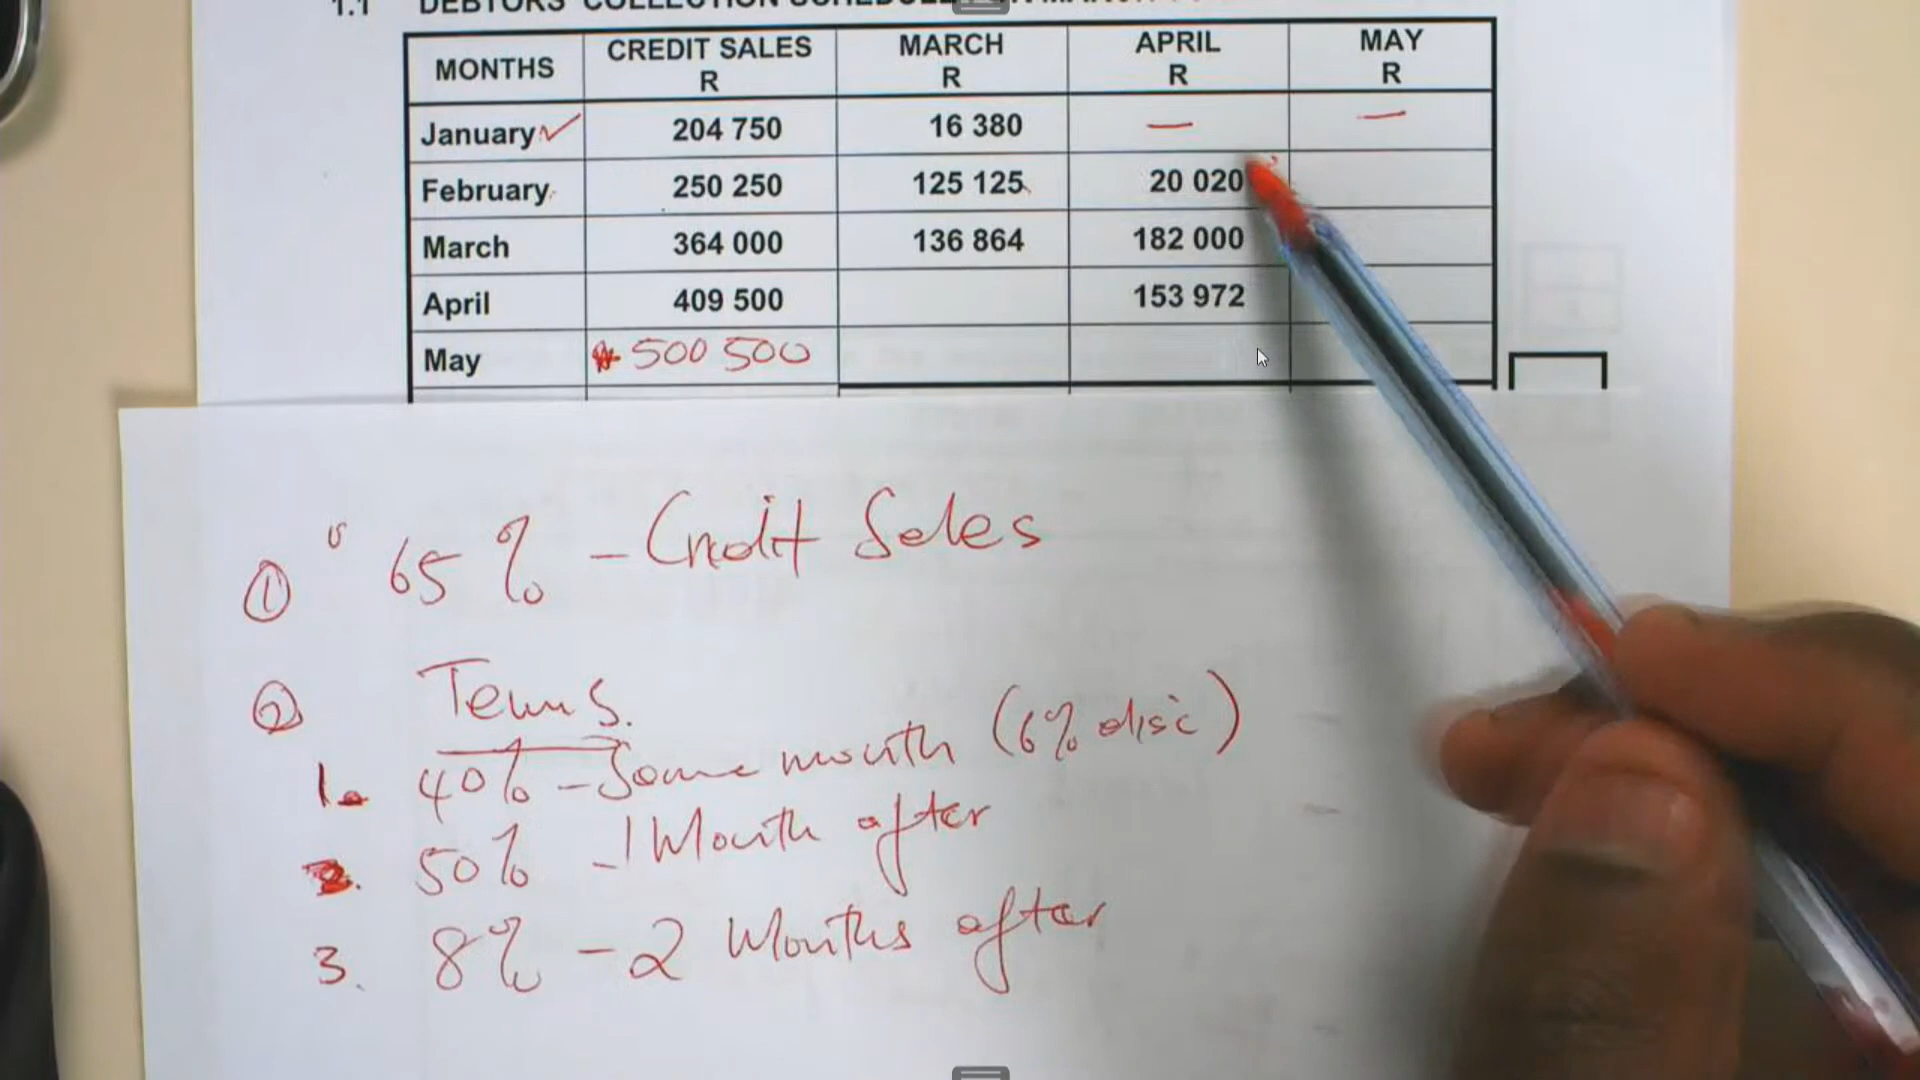 1.1 DEBTORS' COLLECTION SCHEDULE
MONTHS CREDIT SALES R MARCH R APRIL R MAY R
January ✓ 204 750 16 380 — —
February 250 250 125 125 20 020
March 364 000 136 864 182 000
April 409 500 153 972
May 500 500
① 65% - Credit Sales
② Terms.
1. 40% - Same month (6% disc)
2. 50% - 1 Month after
3. 8% - 2 Months after